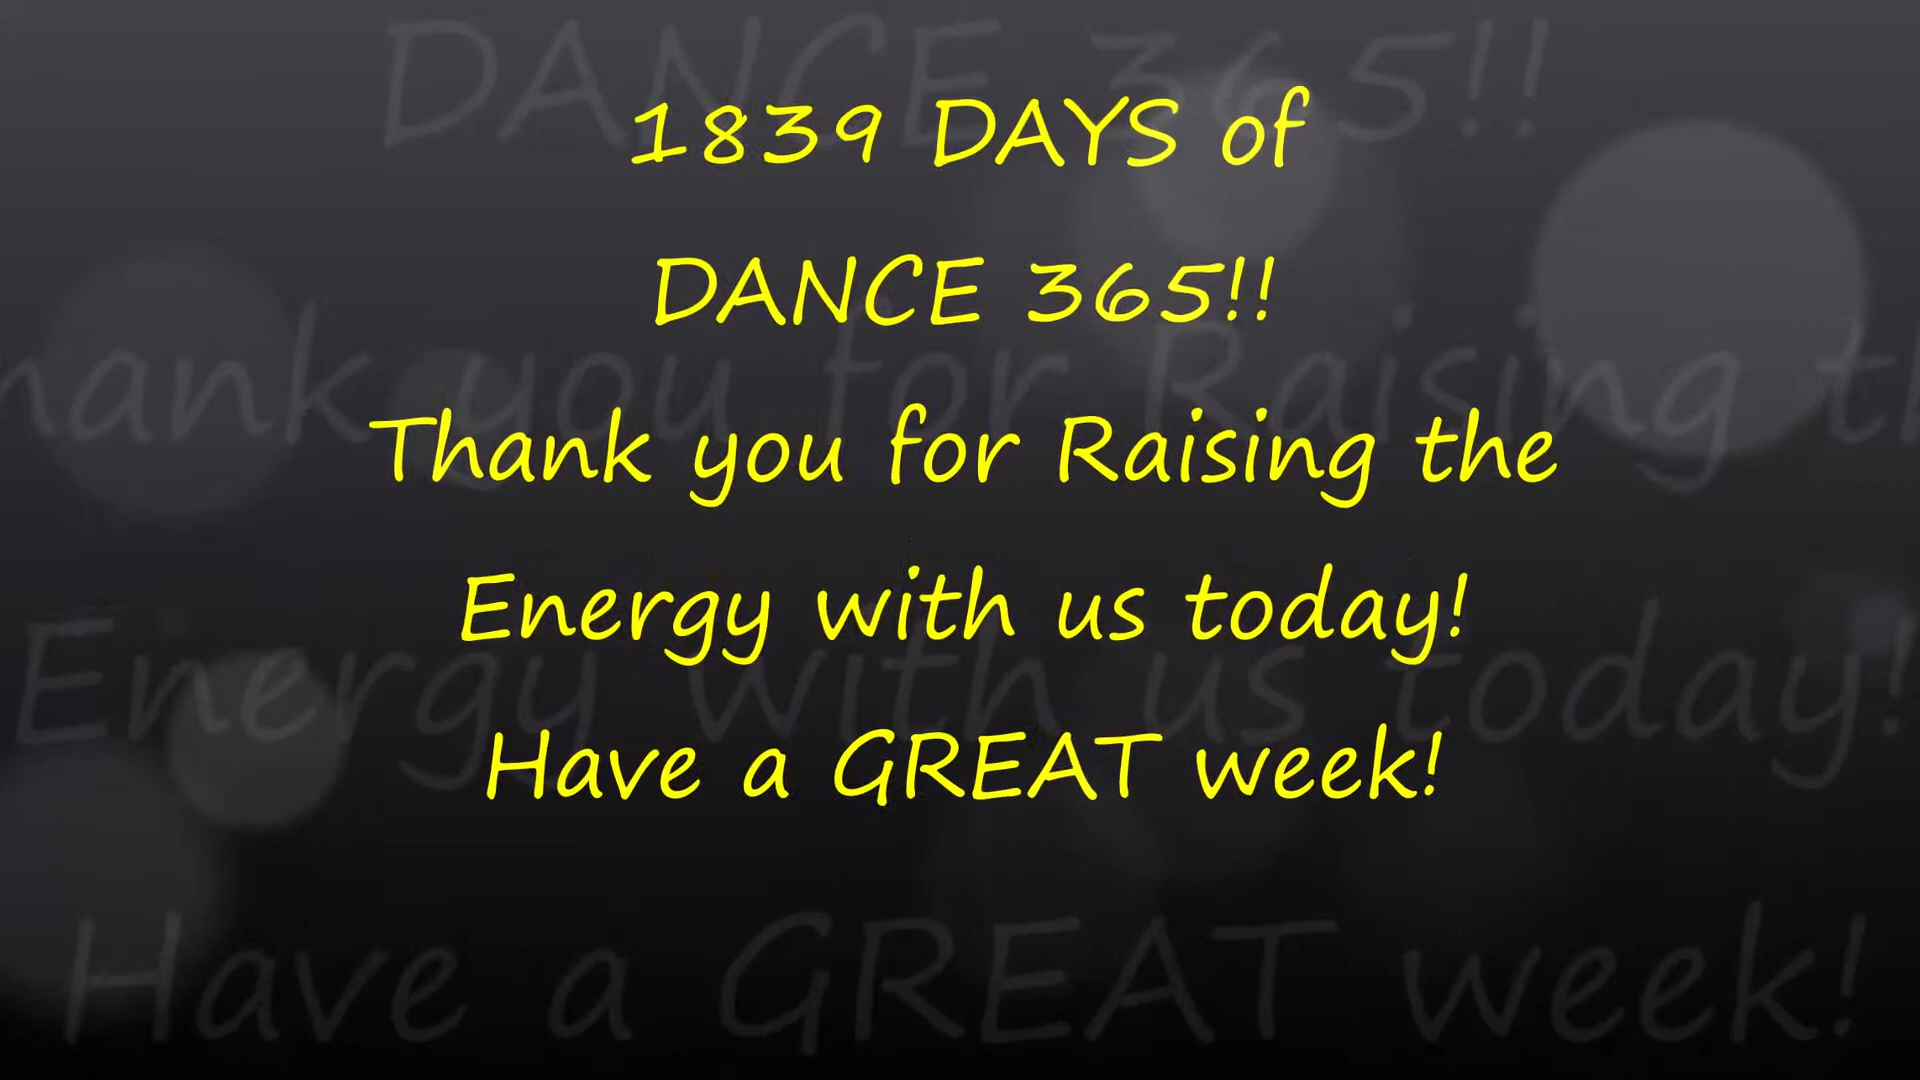 1839 DAYS of
DANCE 365!!
Thank you for Raising the
Energy with us today!
Have a GREAT week!